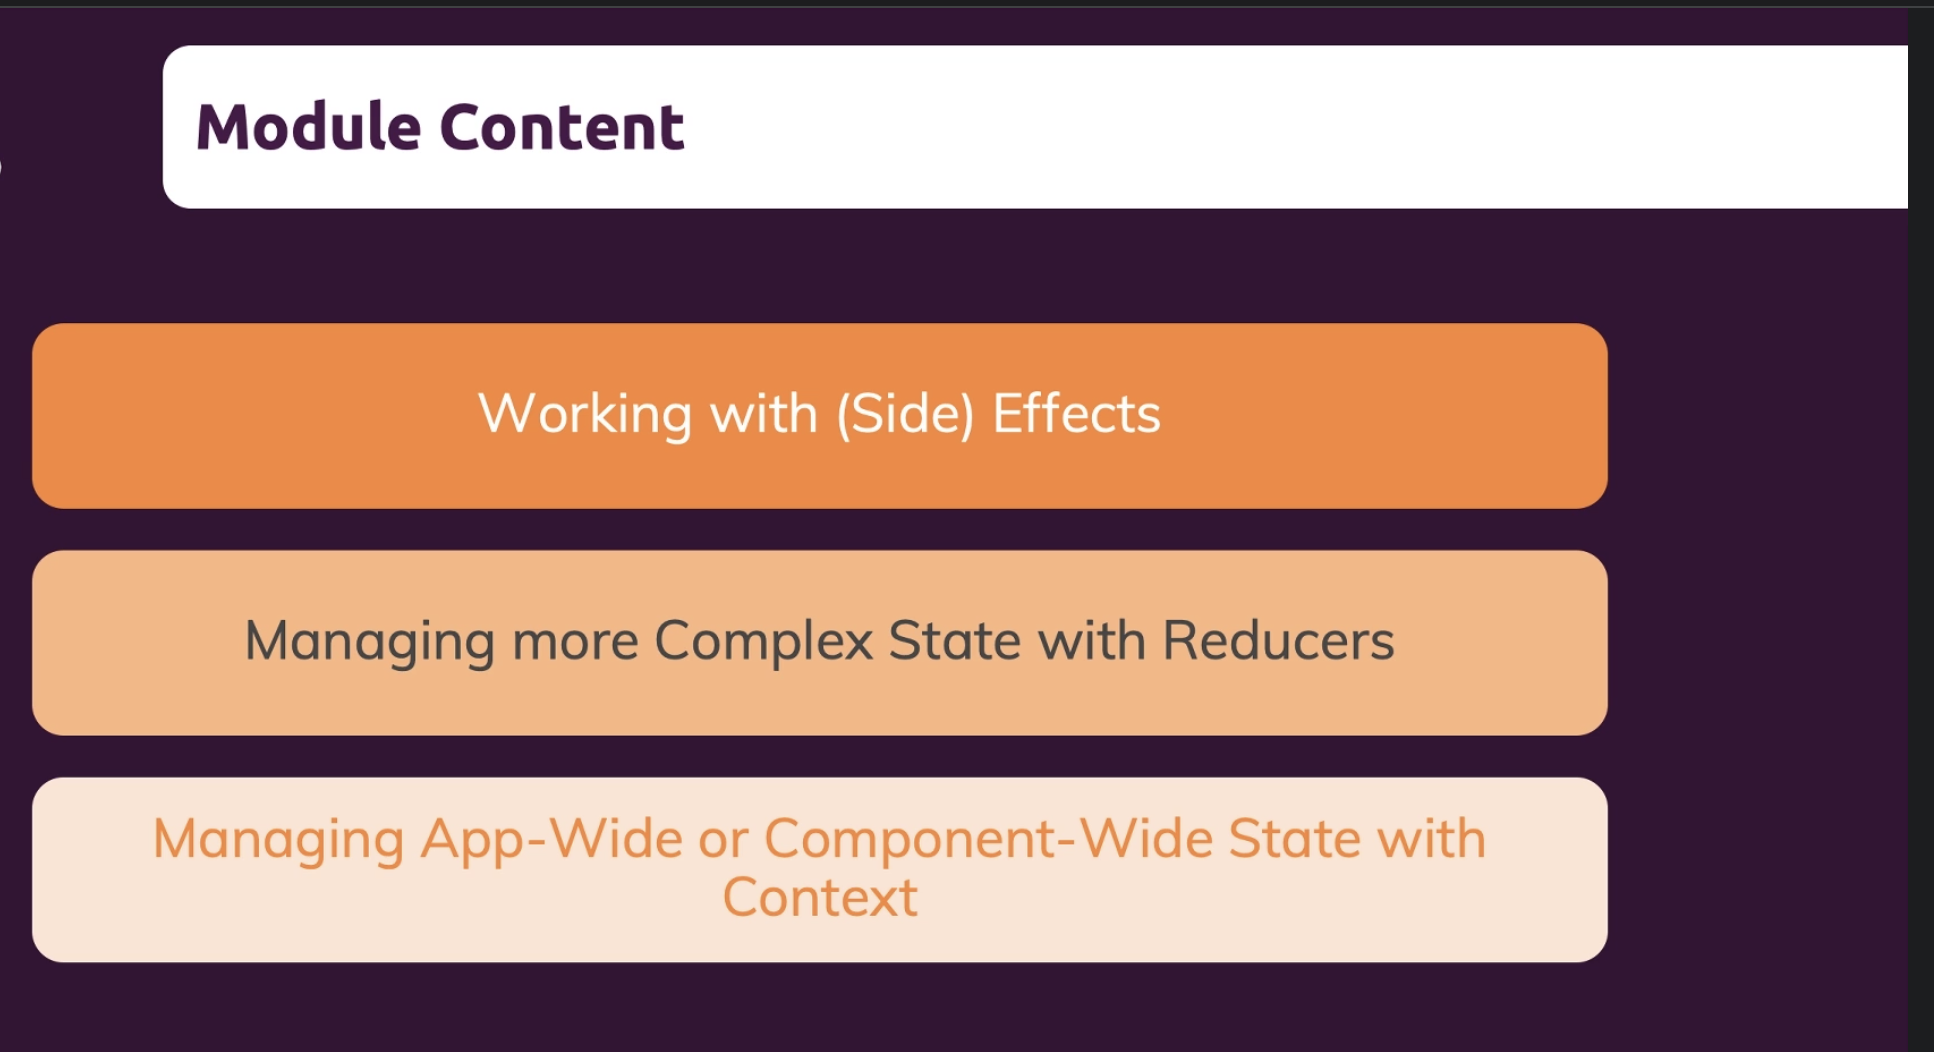 Module Content
Working with (Side) Effects
Managing more Complex State with Reducers
Managing App-Wide or Component-Wide State with
Context